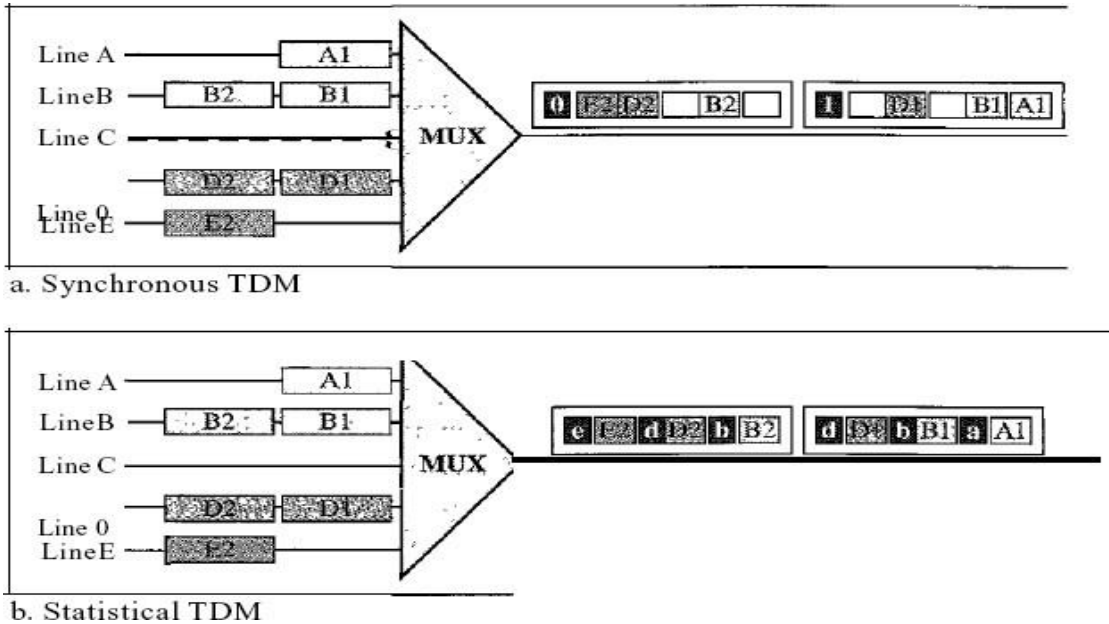 Line A A1
LineB B2 B1
Line C
MUX
D2 D1
Line 0
LineE E2
0 E2 D2 B2
1 D1 B1 A1
a. Synchronous TDM
Line A A1
LineB B2 B1
Line C
MUX
D2 D1
Line 0
LineE E2
e E2 d D2 b B2
d D1 b B1 a A1
b. Statistical TDM